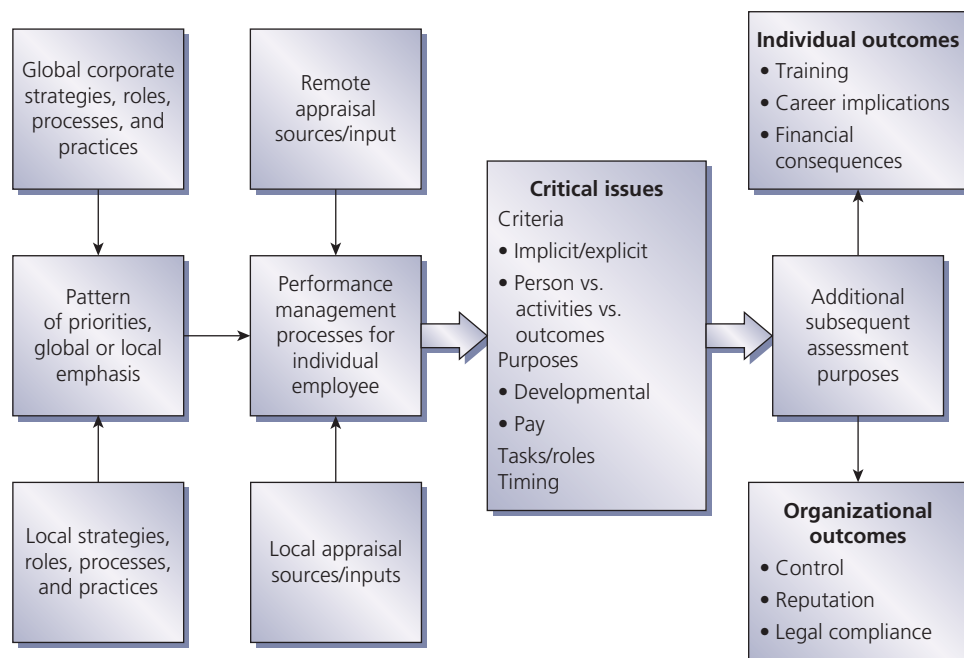 Global corporate
strategies, roles,
processes, and
practices
Remote
appraisal
sources/input
Individual outcomes
• Training
• Career implications
• Financial
consequences
Pattern
of priorities,
global or local
emphasis
Performance
management
processes for
individual
employee
Critical issues
Criteria
• Implicit/explicit
• Person vs.
activities vs.
outcomes
Purposes
• Developmental
• Pay
Tasks/roles
Timing
Additional
subsequent
assessment
purposes
Local strategies,
roles, processes,
and practices
Local appraisal
sources/inputs
Organizational
outcomes
• Control
• Reputation
• Legal compliance